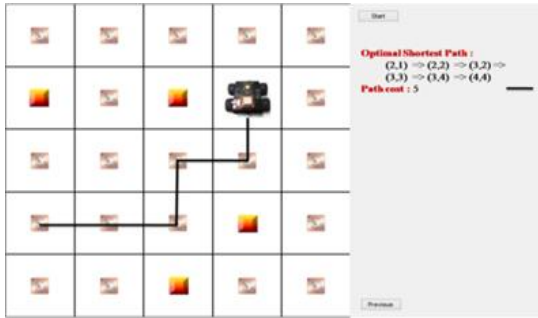 Start
Optimal Shortest Path :
(2,1) => (2,2) => (3,2) =>
(3,3) => (3,4) => (4,4)
Path cost : 5
Previous